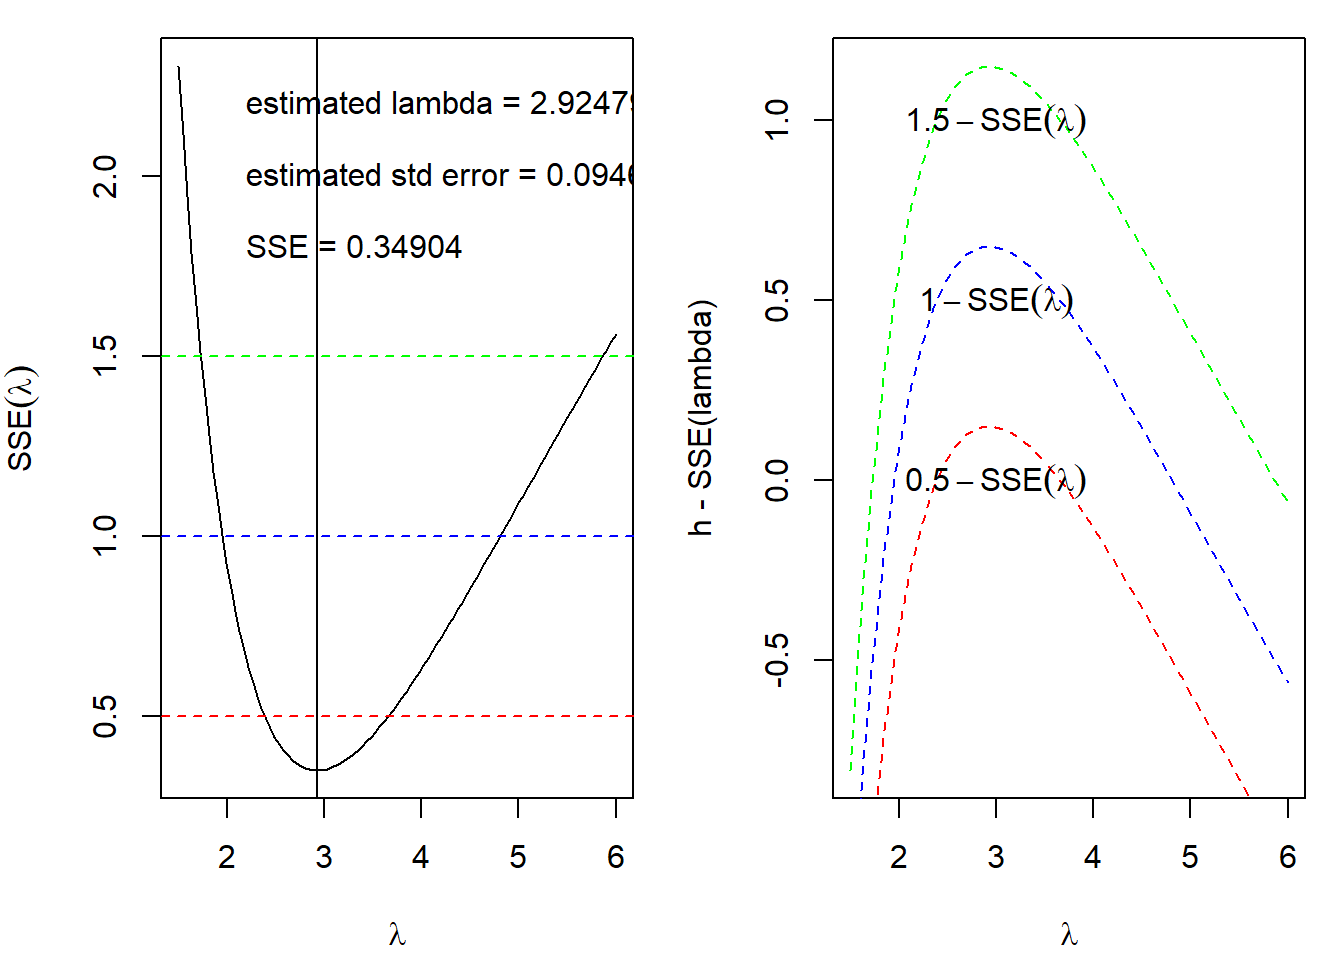 SSE(λ)
2.0
1.5
1.0
0.5
estimated lambda = 2.92479
estimated std error = 0.0946
SSE = 0.34904
2 3 4 5 6
λ
h - SSE(lambda)
1.0
0.5
0.0
-0.5
1.5 – SSE(λ)
1 – SSE(λ)
0.5 – SSE(λ)
2 3 4 5 6
λ